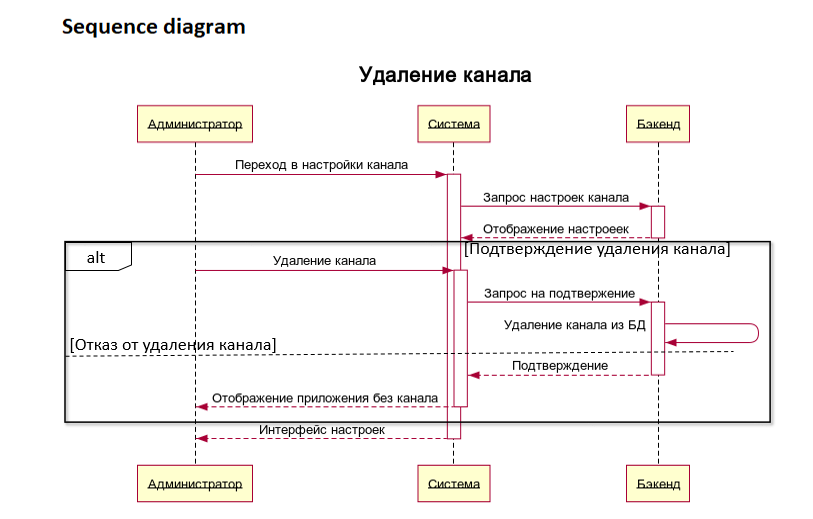 Sequence diagram
Удаление канала
Администратор
Система
Бэкенд
Переход в настройки канала
Запрос настроек канала
Отображение настроеек
[Подтверждение удаления канала]
alt
Удаление канала
Запрос на подтвержение
Удаление канала из БД
[Отказ от удаления канала]
Подтверждение
Отображение приложения без канала
Интерфейс настроек
Администратор
Система
Бэкенд